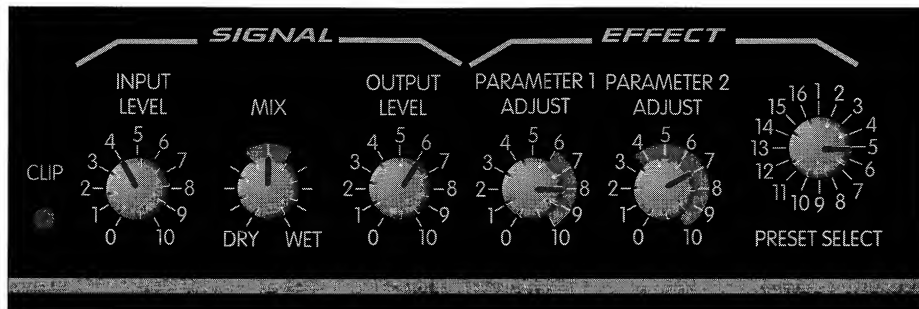 SIGNAL
EFFECT
INPUT LEVEL
MIX
OUTPUT LEVEL
PARAMETER 1 ADJUST
PARAMETER 2 ADJUST
CLIP
0 1 2 3 4 5 6 7 8 9 10
DRY WET
0 1 2 3 4 5 6 7 8 9 10
0 1 2 3 4 5 6 7 8 9 10
0 1 2 3 4 5 6 7 8 9 10
1 2 3 4 5 6 7 8 9 10 11 12 13 14 15 16
PRESET SELECT